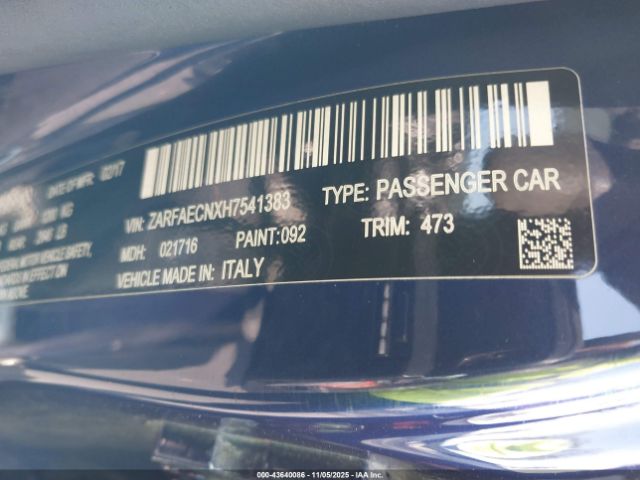 DATE OF MFR: 02/17
VIN: ZARFAECNXH7541383 TYPE: PASSENGER CAR
MDH: 021716 PAINT:092 TRIM: 473
VEHICLE MADE IN: ITALY
000-43640086 - 11/05/2025 - IAA Inc.